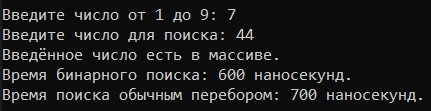 Введите число от 1 до 9: 7
Введите число для поиска: 44
Введённое число есть в массиве.
Время бинарного поиска: 600 наносекунд.
Время поиска обычным перебором: 700 наносекунд.